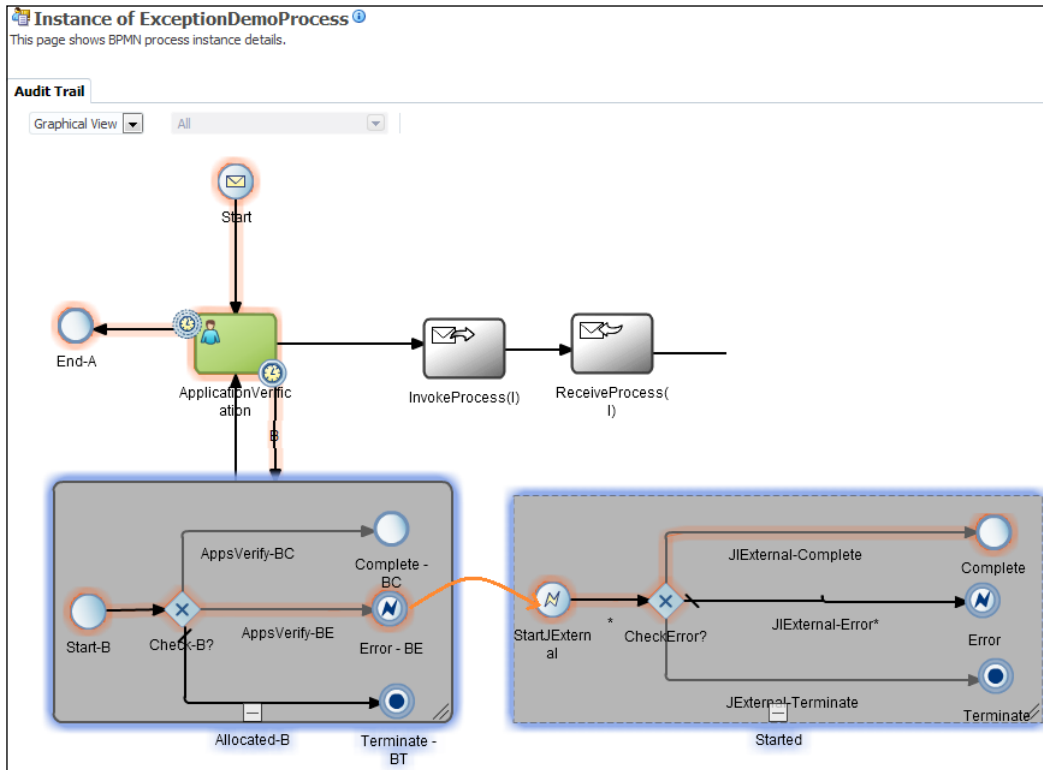 Instance of ExceptionDemoProcess
This page shows BPMN process instance details.
Audit Trail
Graphical View
All
Start
End-A
ApplicationVerific
ation
InvokeProcess(I)
ReceiveProcess(
I)
B
AppsVerify-BC
Complete -
BC
Start-B
Check-B?
AppsVerify-BE
Error - BE
Allocated-B
Terminate -
BT
JIExternal-Complete
Complete
StartJExtern
al
*
CheckError?
JIExternal-Error*
Error
JExternal-Terminate
Terminate
Started